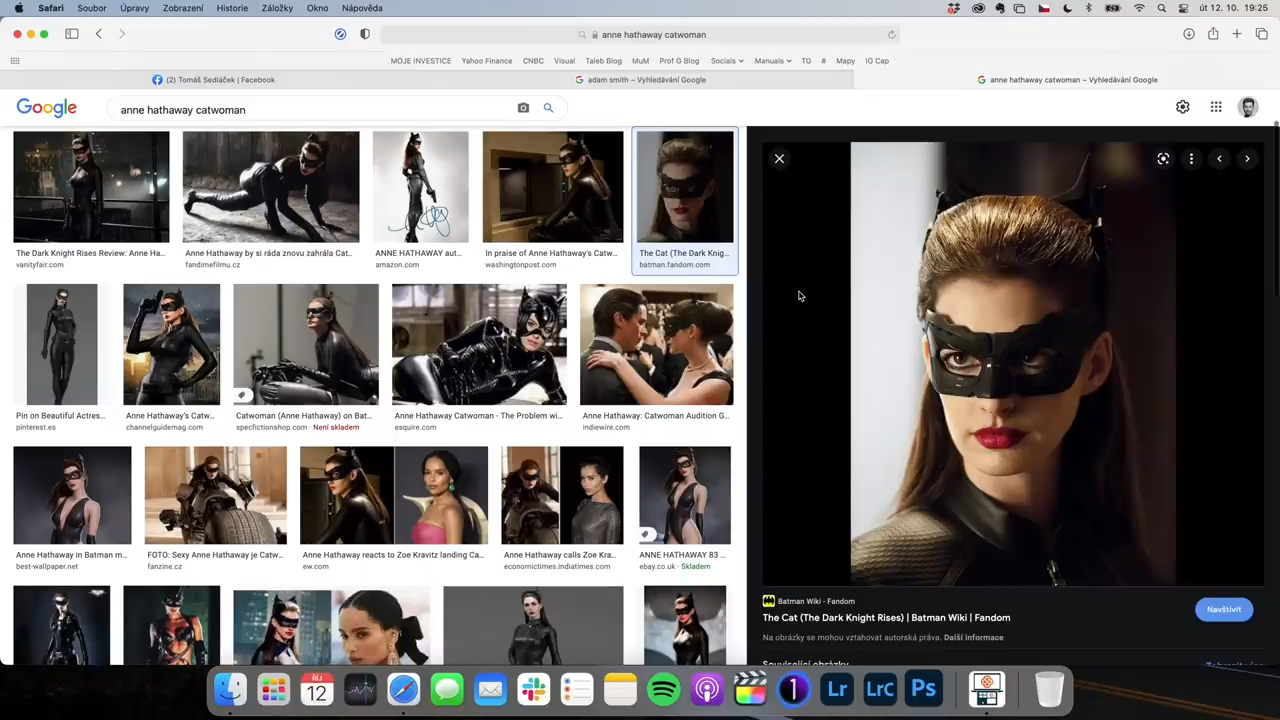 Safari Soubor Úpravy Zobrazení Historie Záložky Okno Nápověda út 12. 10. 19:25
anne hathaway catwoman
MOJE INVESTICE Yahoo Finance CNBC Visual Taleb Blog MuM Prof G Blog Socials Manuals TG # Mapy IG Cap
(2) Tomáš Sedláček | Facebook
adam smith – Vyhledávání Google
anne hathaway catwoman – Vyhledávání Google
Google
anne hathaway catwoman
The Dark Knight Rises Review: Anne Ha...
vanityfair.com
Anne Hathaway by si ráda znovu zahrála Cat...
fandimefilmu.cz
ANNE HATHAWAY aut...
amazon.com
In praise of Anne Hathaway's Catw...
washingtonpost.com
The Cat (The Dark Knig...
batman.fandom.com
Pin on Beautiful Actres...
pinterest.es
Anne Hathaway's Catw...
channelguidemag.com
Catwoman (Anne Hathaway) on Bat...
specfictionshop.com · Není skladem
Anne Hathaway Catwoman - The Problem wi...
esquire.com
Anne Hathaway: Catwoman Audition G...
indiewire.com
Anne Hathaway in Batman m...
best-wallpaper.net
FOTO: Sexy Anne Hathaway je Catw...
fanzine.cz
Anne Hathaway reacts to Zoe Kravitz landing Ca...
ew.com
Anne Hathaway calls Zoe Kra...
economictimes.indiatimes.com
ANNE HATHAWAY 83 ...
ebay.co.uk · Skladem
Batman Wiki - Fandom
The Cat (The Dark Knight Rises) | Batman Wiki | Fandom
Navštívit
Na obrázky se mohou vztahovat autorská práva. Další informace
Související obrázky
Zobrazit více
ŘÍJ
12
1
Lr
LrC
Ps